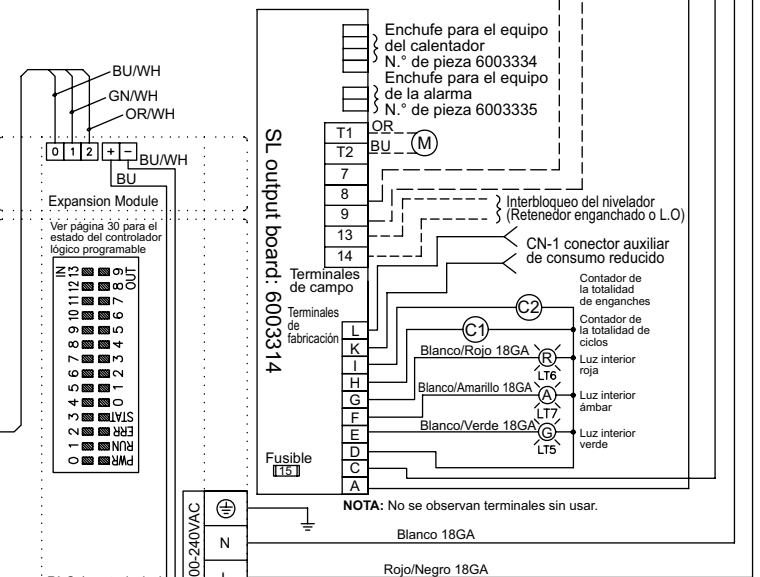 BU/WH
GN/WH
OR/WH
0 1 2 + −
BU/WH
BU
Expansion Module
Ver página 30 para el
estado del controlador
lógico programable
IN
OUT
13 9
12 8
11 7
10 6
9 5
8 4
7 3
6 2
5 1
4 0
3 STAT
2 ERR
1 RUN
0 PWR
SL output board: 6003314
Enchufe para el equipo
del calentador
N.° de pieza 6003334
Enchufe para el equipo
de la alarma
N.° de pieza 6003335
T1
OR
T2
BU
M
7
8
9
13
14
Interbloqueo del nivelador
(Retenedor enganchado o L.O)
Terminales
de campo
CN-1 conector auxiliar
de consumo reducido
Terminales
de
fabricación
L
K
I
H
G
F
E
D
C
A
C2
Contador de
la totalidad
de enganches
C1
Contador de
la totalidad de
ciclos
Blanco/Rojo 18GA
R
LT6
Luz interior
roja
Blanco/Amarillo 18GA
A
LT7
Luz interior
ámbar
Blanco/Verde 18GA
G
LT5
Luz interior
verde
Fusible
15
NOTA: No se observan terminales sin usar.
00-240VAC
N
Blanco 18GA
Rojo/Negro 18GA